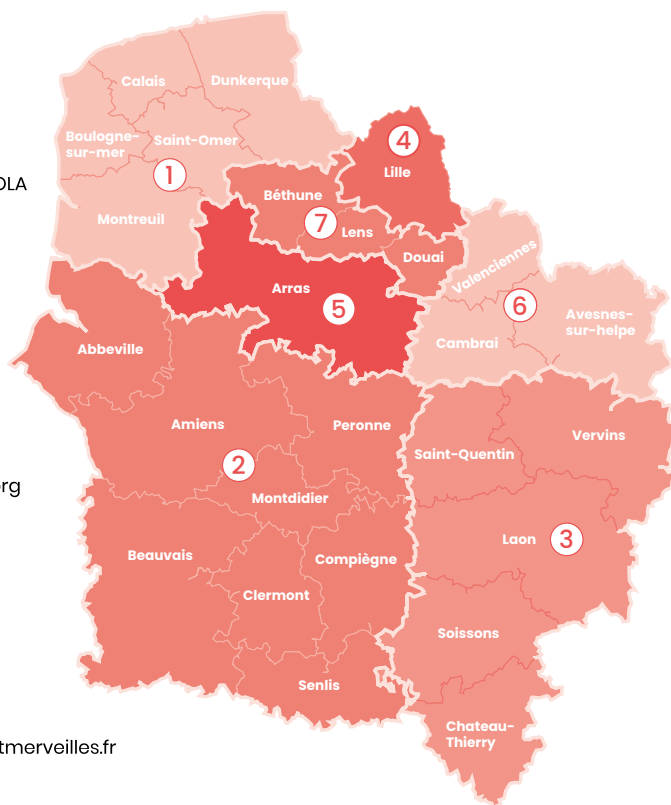 Calais
Dunkerque
Boulogne-
sur-mer
Saint-Omer
1
Montreuil
4
Lille
OLA
Béthune
7
Lens
Douai
Valenciennes
Arras
5
6
Avesnes-
sur-helpe
Cambrai
Abbeville
Amiens
Peronne
Saint-Quentin
Vervins
2
rg
Montdidier
Laon
3
Beauvais
Compiègne
Clermont
Soissons
Senlis
Chateau-
Thierry
tmerveilles.fr